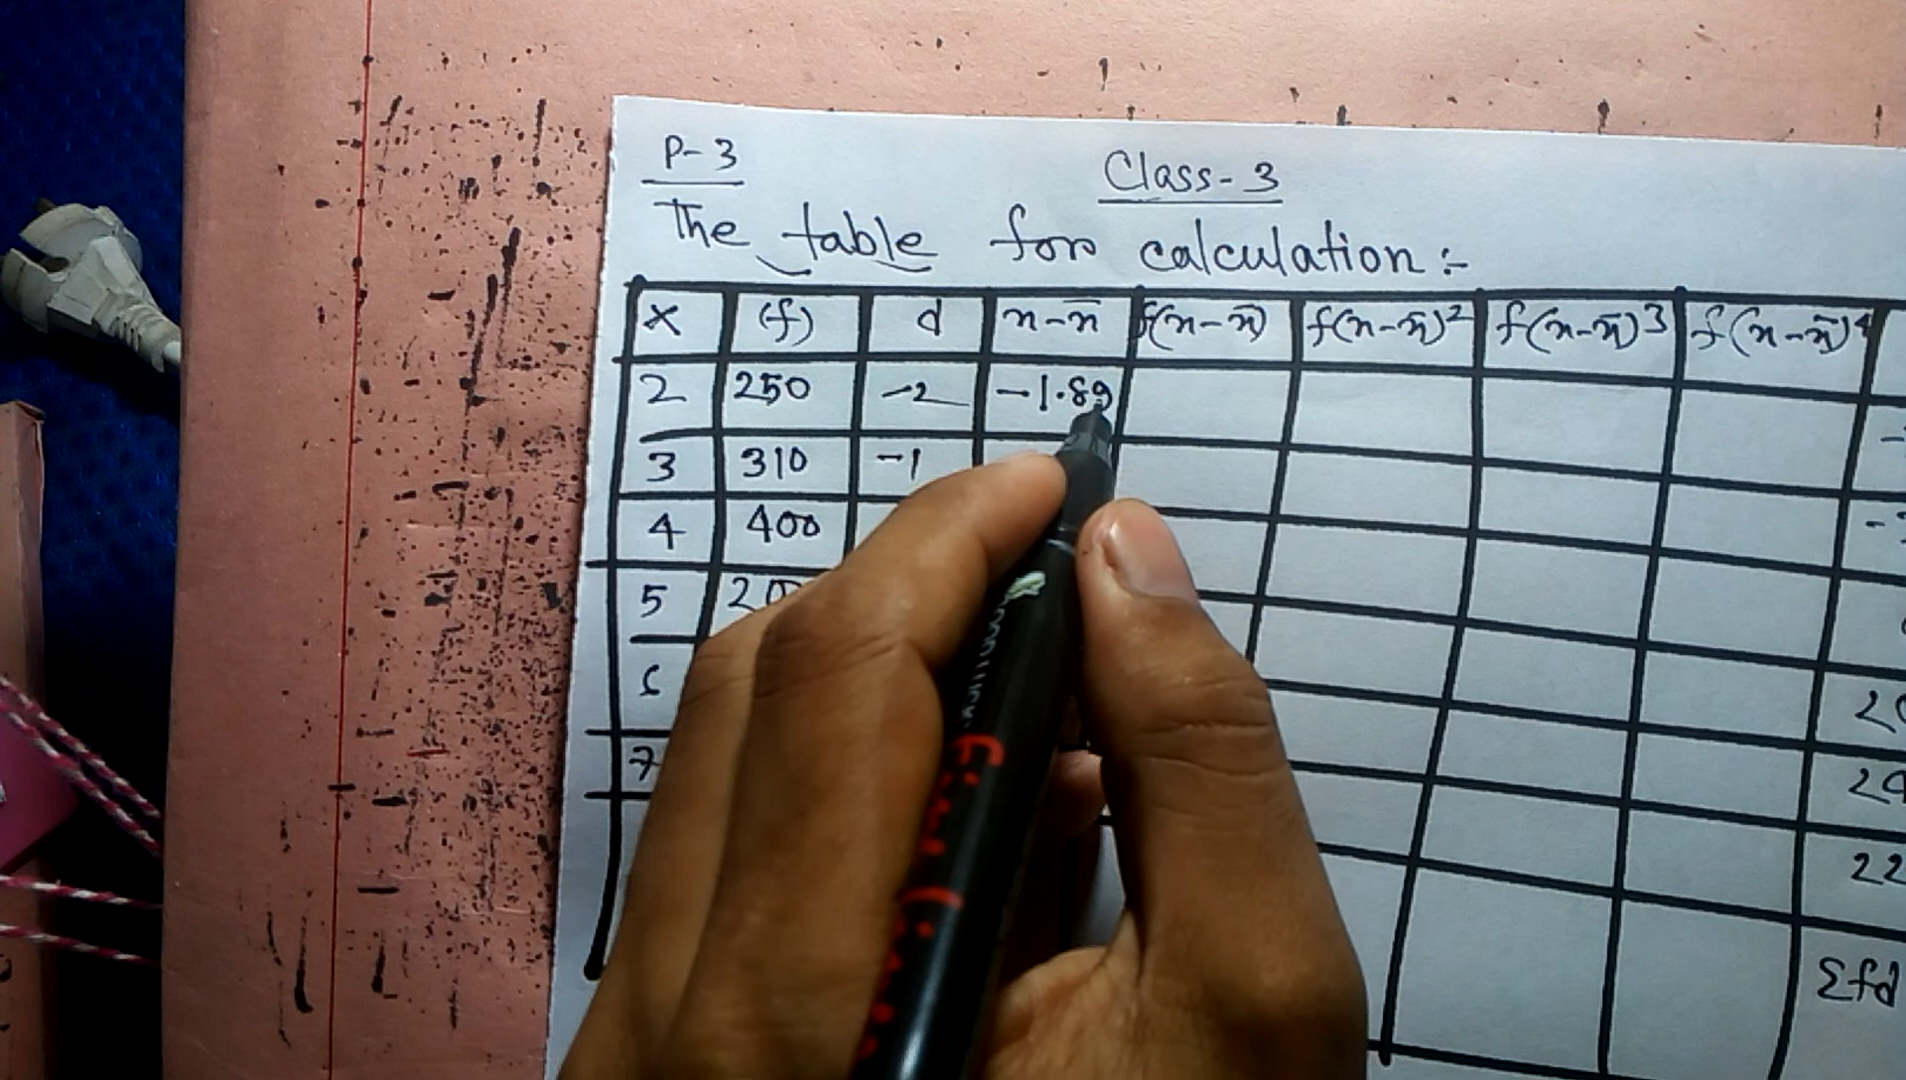 P-3
Class-3
The table for calculation:-
x (f) d n-n̄ f(n-n̄) f(n-n̄)² f(n-n̄)³ f(n-n̄)⁴
2 250 -2 -1.89
3 310 -1
4 400
5
6
7
22
Σfd